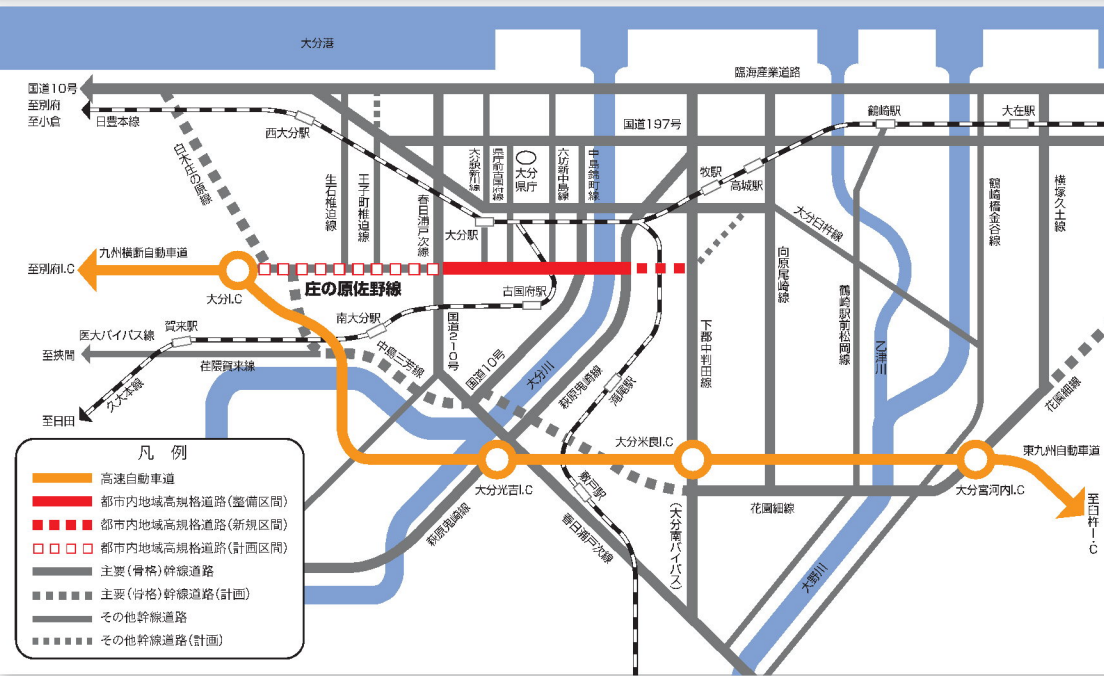 大分港
国道10号
至別府
至小倉
日豊本線
西大分駅
臨海産業道路
国道197号
鶴崎駅
大在駅
白木庄の原線
生石椎迫線
王子町椎迫線
春日浦戸次線
大分駅新川線
県庁前古国府線
大分
県庁
六坊新中島線
中島錦町線
牧駅
高城駅
大分臼杵線
鶴崎橋金谷線
横塚久土線
大分駅
九州横断自動車道
至別府I.C
大分I.C
庄の原佐野線
古国府駅
向原尾崎線
鶴崎駅前松岡線
乙津川
医大バイパス線
賀来駅
南大分駅
国道210号
下郡中判田線
至挾間
荏隈賀来線
中島三芳線
国道10号
大分川
萩原鬼崎線
滝尾駅
久大本線
至日田
花園細線
大分米良I.C
東九州自動車道
大分光吉I.C
敷戸駅
大分宮河内I.C
至臼杵I・C
萩原鬼崎線
春日浦戸次線
(大分南バイパス)
花園細線
大野川
凡 例
高速自動車道
都市内地域高規格道路(整備区間)
都市内地域高規格道路(新規区間)
都市内地域高規格道路(計画区間)
主要(骨格)幹線道路
主要(骨格)幹線道路(計画)
その他幹線道路
その他幹線道路(計画)